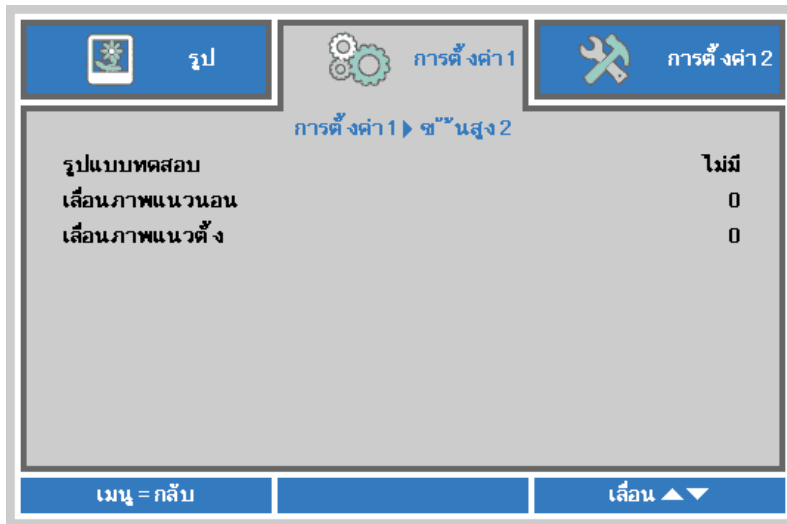 รูป
การตั้งค่า 1
การตั้งค่า 2
การตั้งค่า 1 ▶ ขั้นสูง 2
รูปแบบทดสอบ ไม่มี
เลื่อนภาพแนวนอน 0
เลื่อนภาพแนวตั้ง 0
เมนู = กลับ
เลื่อน ▲▼